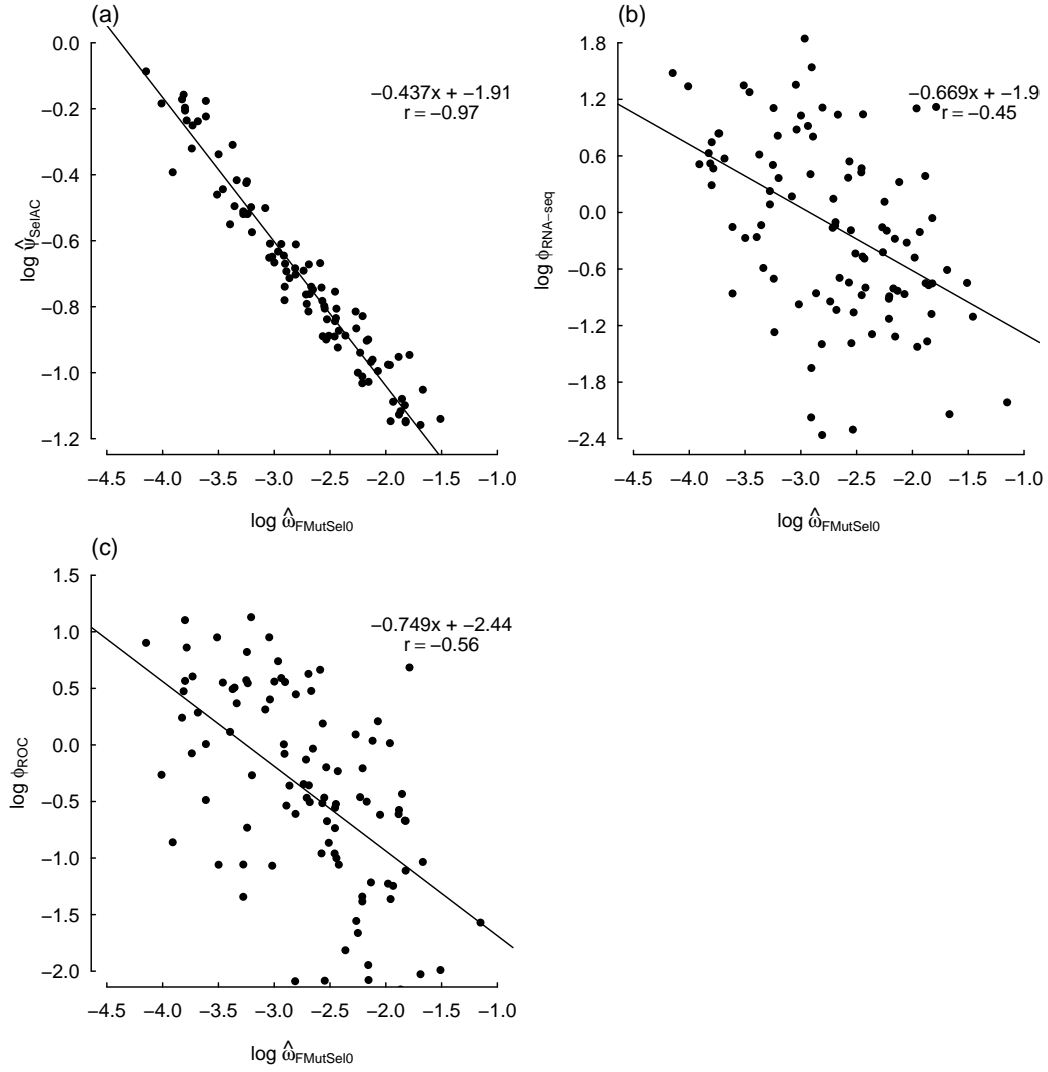 (a)
0.0
−0.2
−0.4
−0.6
−0.8
−1.0
−1.2
log ψ̂SelAC
−0.437x + −1.91
r = −0.97
−4.5 −4.0 −3.5 −3.0 −2.5 −2.0 −1.5 −1.0
log ω̂FMutSel0
(b)
1.8
1.2
0.6
0.0
−0.6
−1.2
−1.8
−2.4
log ϕRNA−seq
−0.669x + −1.9
r = −0.45
−4.5 −4.0 −3.5 −3.0 −2.5 −2.0 −1.5 −1.0
log ω̂FMutSel0
(c)
1.5
1.0
0.5
0.0
−0.5
−1.0
−1.5
−2.0
log ϕROC
−0.749x + −2.44
r = −0.56
−4.5 −4.0 −3.5 −3.0 −2.5 −2.0 −1.5 −1.0
log ω̂FMutSel0